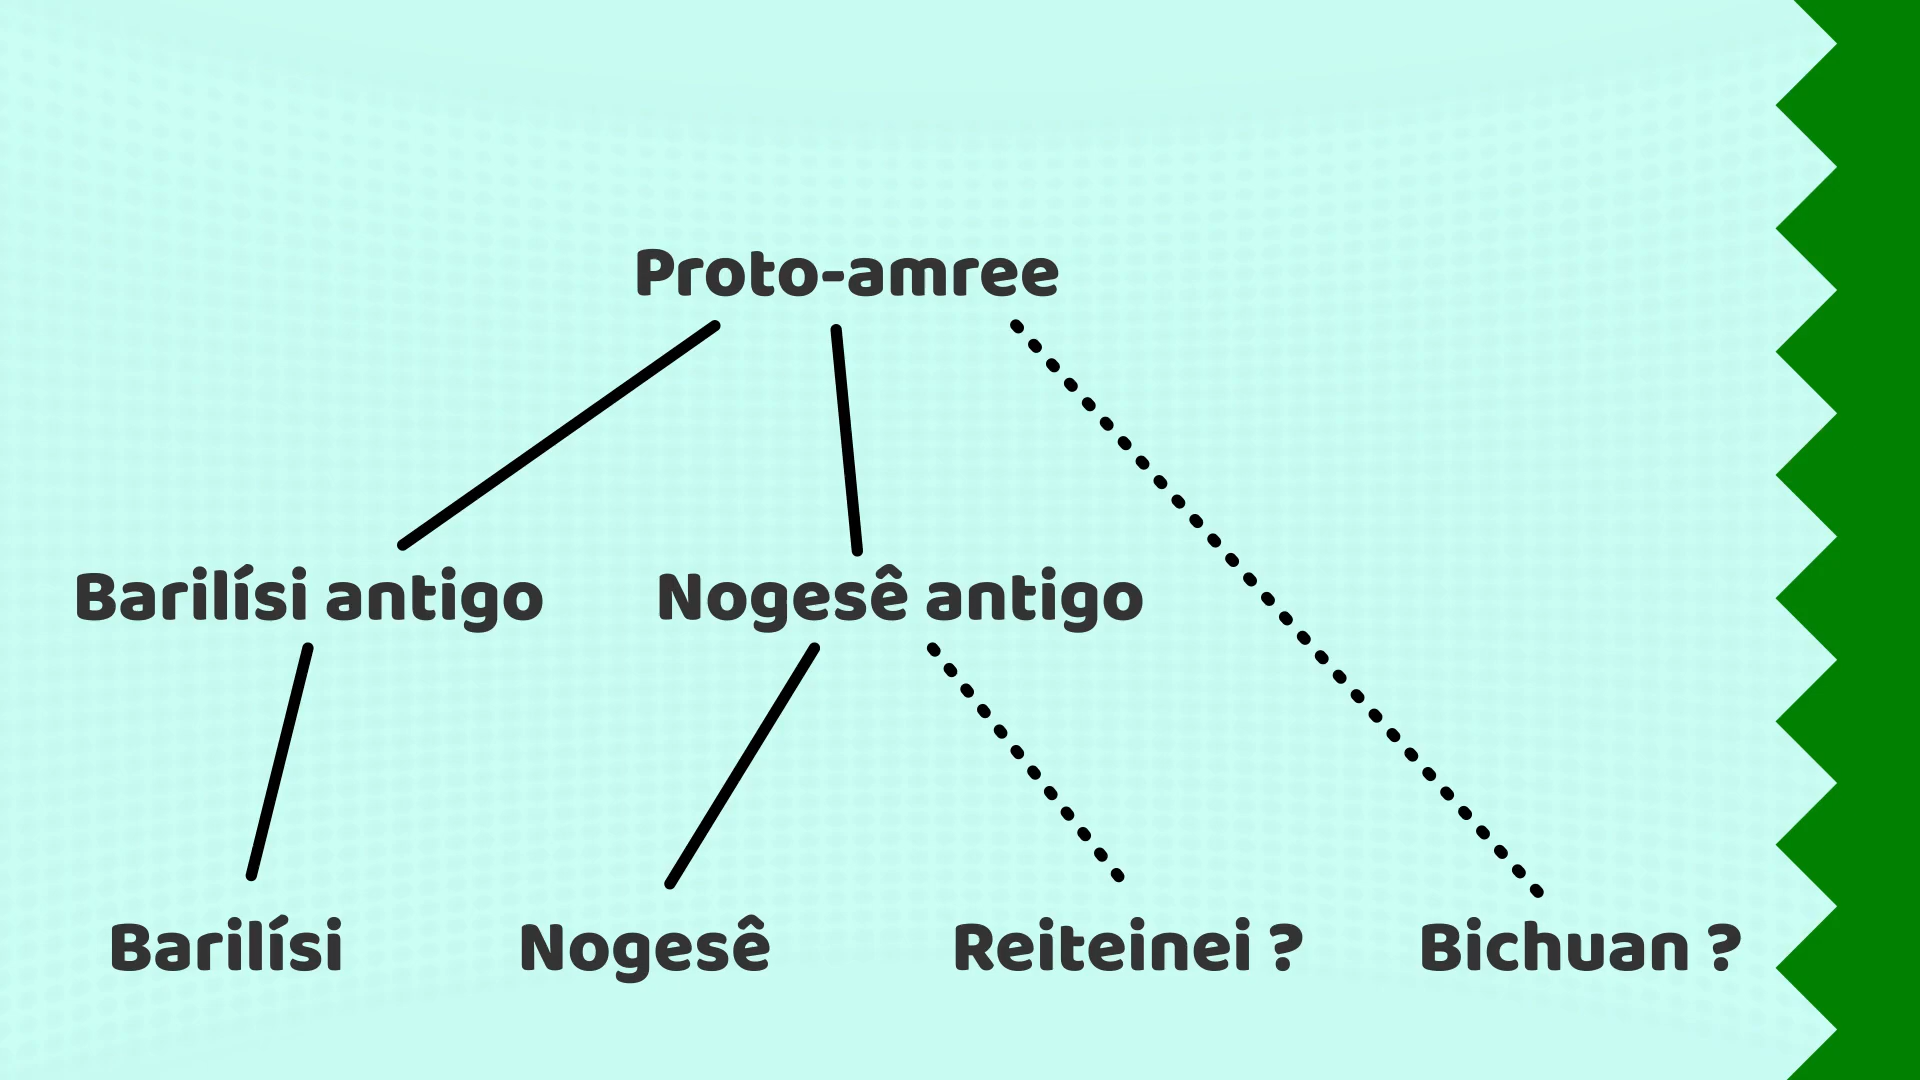 Proto-amree
Barilísi antigo
Nogesê antigo
Barilísi
Nogesê
Reiteinei ?
Bichuan ?